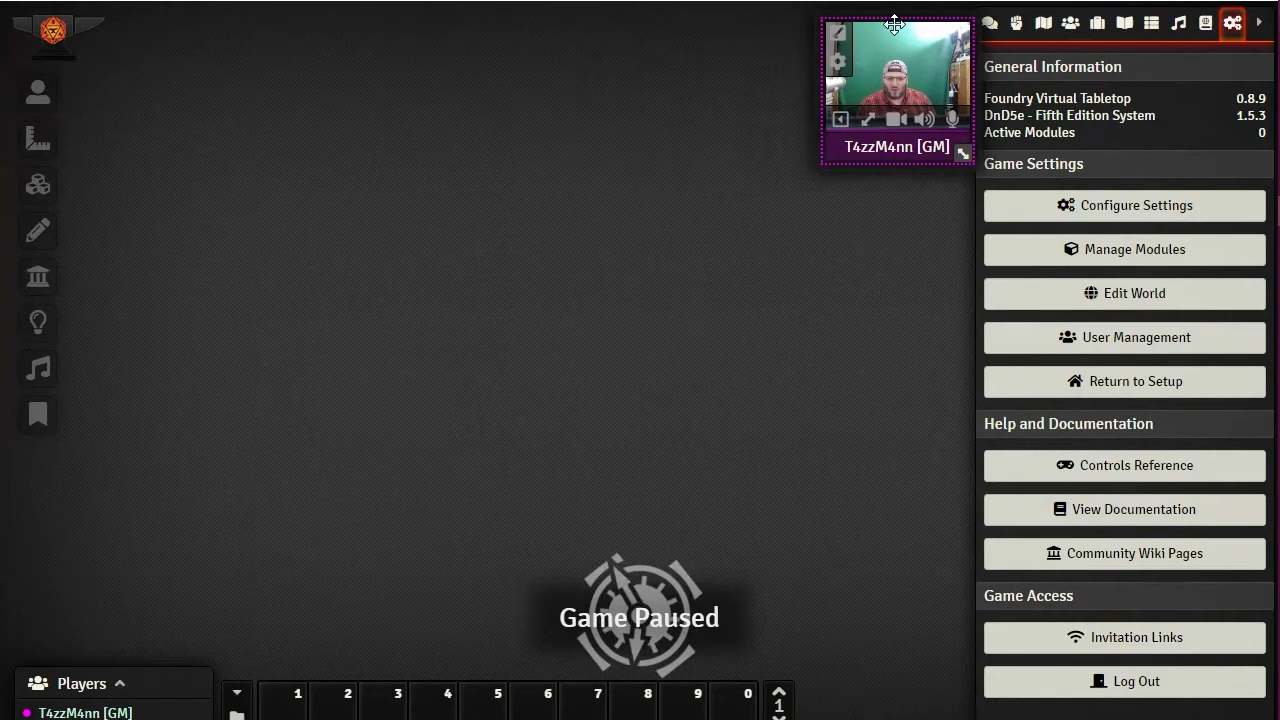 T4zzM4nn [GM]
General Information
Foundry Virtual Tabletop 0.8.9
DnD5e - Fifth Edition System 1.5.3
Active Modules 0
Game Settings
Configure Settings
Manage Modules
Edit World
User Management
Return to Setup
Help and Documentation
Controls Reference
View Documentation
Community Wiki Pages
Game Access
Invitation Links
Log Out
Game Paused
Players
T4zzM4nn [GM]
1 2 3 4 5 6 7 8 9 0
1